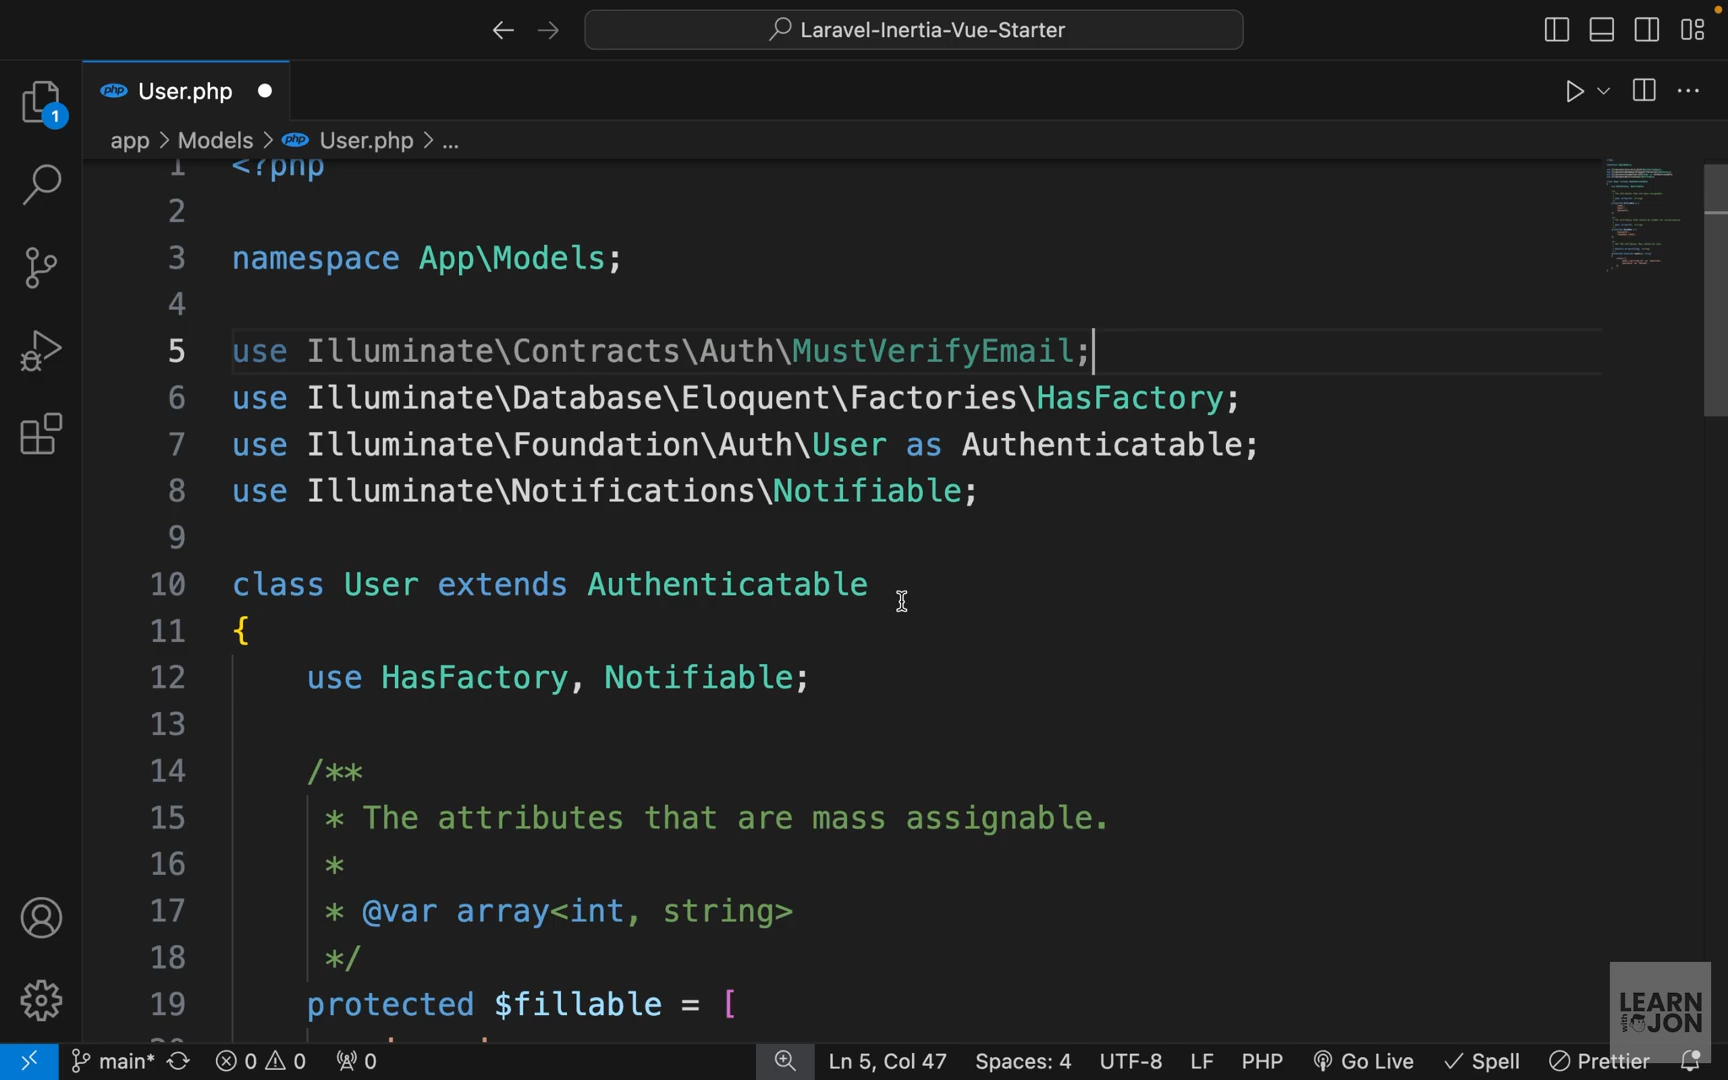 Laravel-Inertia-Vue-Starter
php User.php
1
app > Models > php User.php > ...
1 <?php
2
3 namespace App\Models;
4
5 use Illuminate\Contracts\Auth\MustVerifyEmail;
6 use Illuminate\Database\Eloquent\Factories\HasFactory;
7 use Illuminate\Foundation\Auth\User as Authenticatable;
8 use Illuminate\Notifications\Notifiable;
9
10 class User extends Authenticatable
11 {
12 use HasFactory, Notifiable;
13
14 /**
15 * The attributes that are mass assignable.
16 *
17 * @var array<int, string>
18 */
19 protected $fillable = [
LEARN
with JON
main* 0 0 0 Ln 5, Col 47 Spaces: 4 UTF-8 LF PHP Go Live Spell Prettier